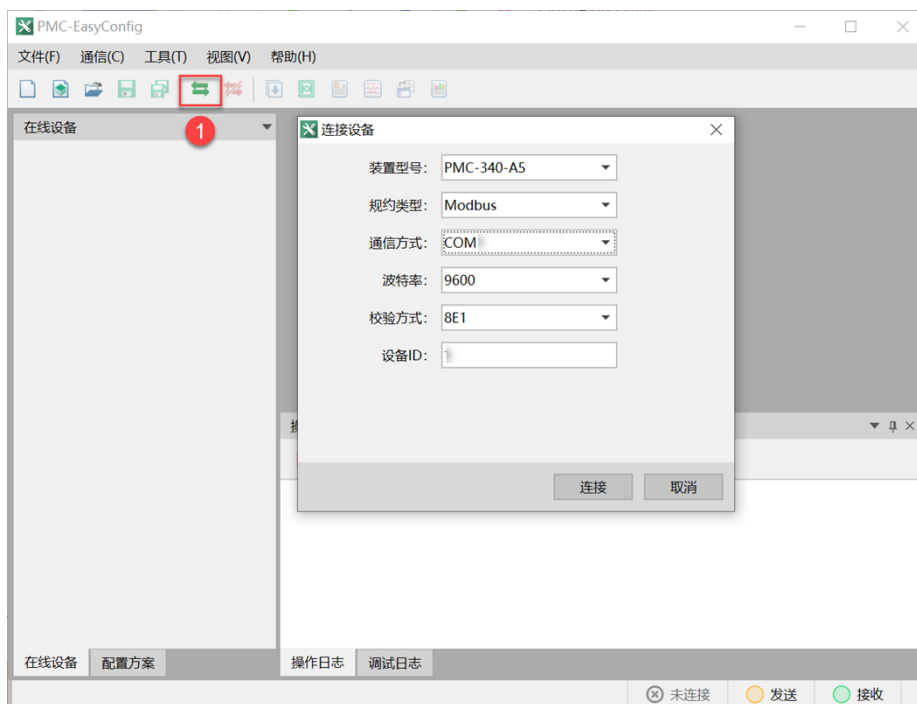 PMC-EasyConfig
文件(F) 通信(C) 工具(T) 视图(V) 帮助(H)
在线设备
1
连接设备
装置型号: PMC-340-A5
规约类型: Modbus
通信方式: COM
波特率: 9600
校验方式: 8E1
设备ID:
连接 取消
在线设备 配置方案
操作日志 调试日志
未连接 发送 接收